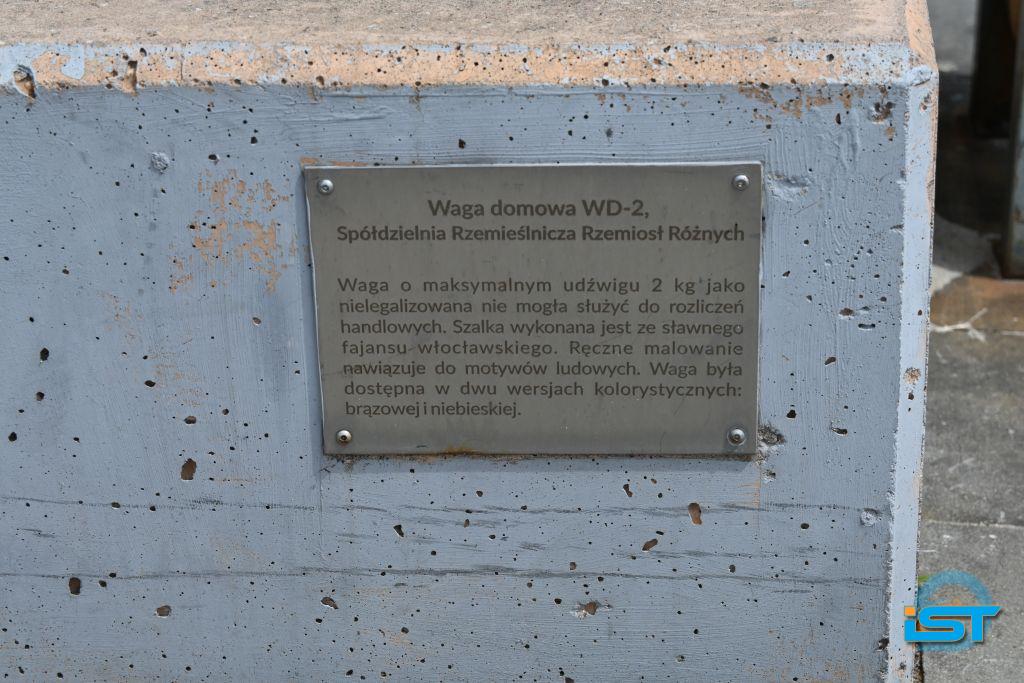 Waga domowa WD-2,
Spółdzielnia Rzemieślnicza Rzemiosł Różnych
Waga o maksymalnym udźwigu 2 kg jako
nielegalizowana nie mogła służyć do rozliczeń
handlowych. Szalka wykonana jest ze sławnego
fajansu włocławskiego. Ręczne malowanie
nawiązuje do motywów ludowych. Waga była
dostępna w dwu wersjach kolorystycznych:
brązowej i niebieskiej.
iST